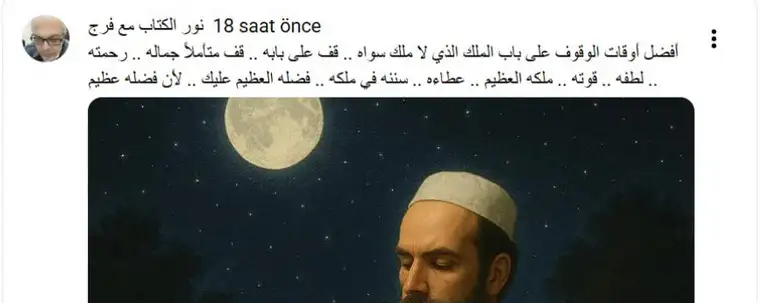 نور الكتاب مع فرج 18 saat önce
أفضل أوقات الوقوف على باب الملك الذي لا ملك سواه .. قف على بابه .. قف متأملاً جماله .. رحمته
.. لطفه .. قوته .. ملكه العظيم .. عطاءه .. سننه في ملكه .. فضله العظيم عليك .. لأن فضله عظيم